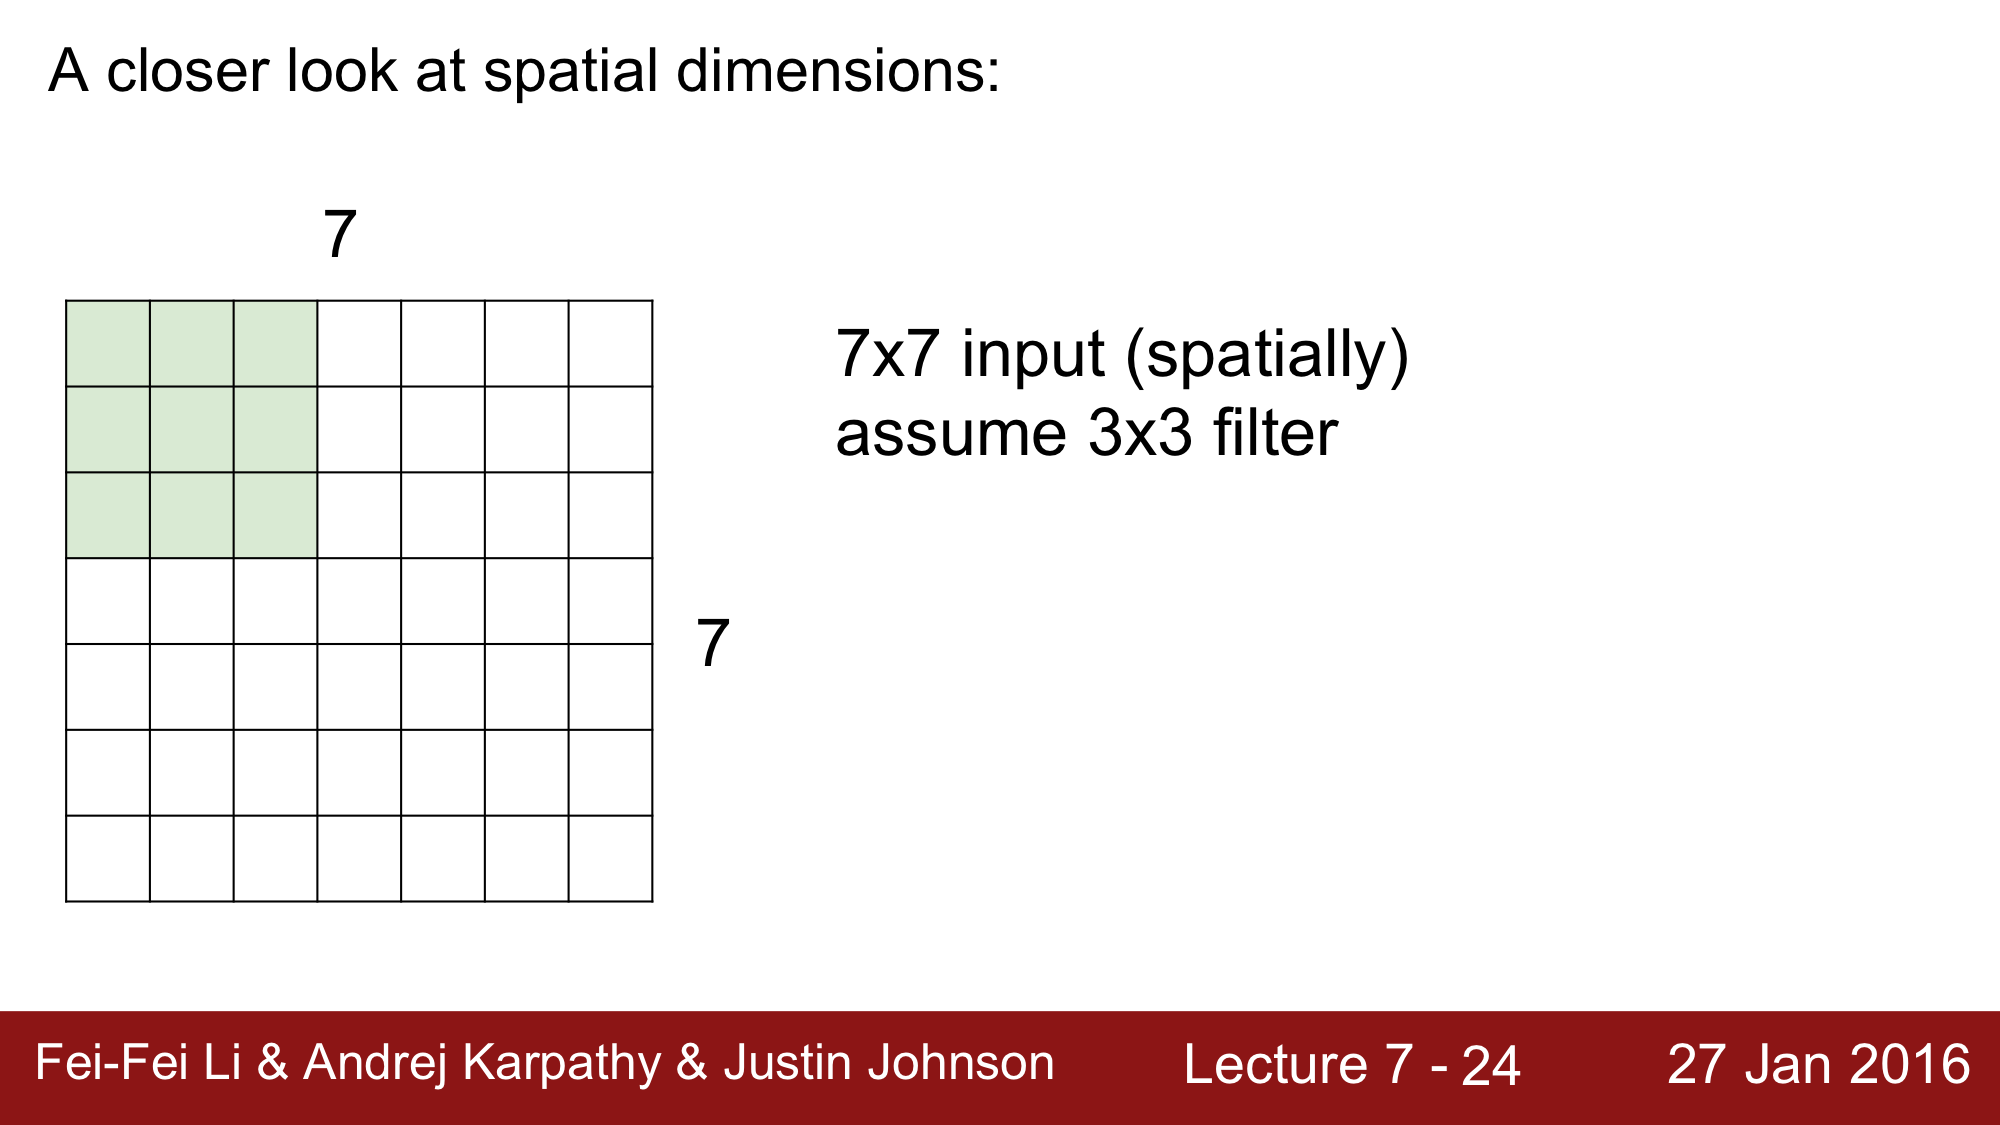 A closer look at spatial dimensions:
7
7x7 input (spatially)
assume 3x3 filter
7
Fei-Fei Li & Andrej Karpathy & Justin Johnson
Lecture 7 - 24
27 Jan 2016